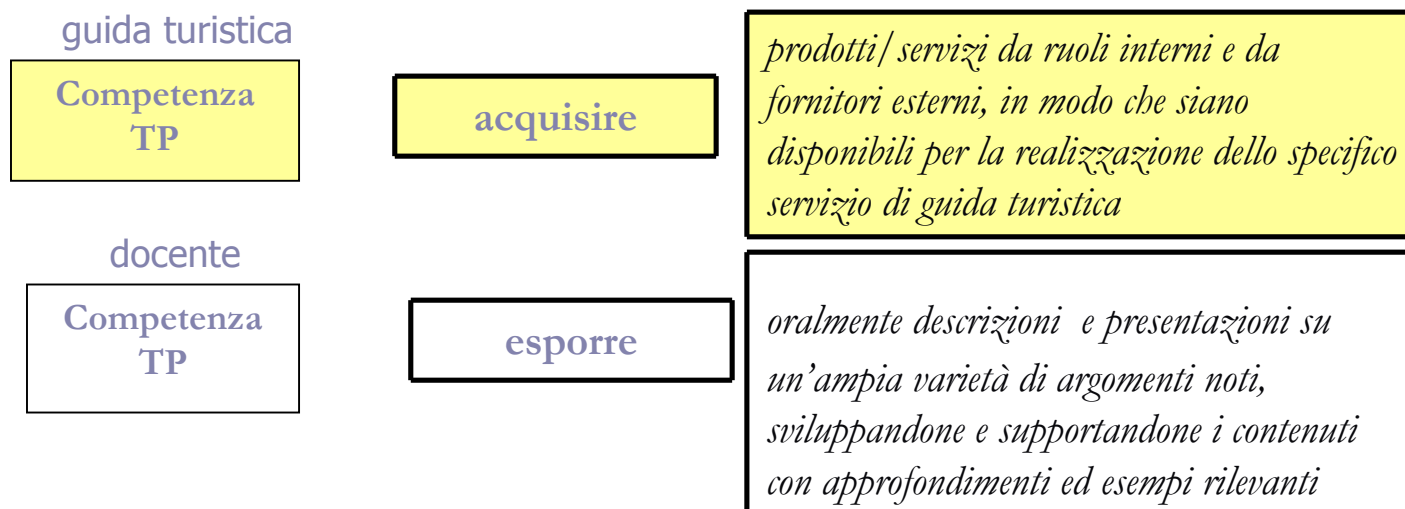 guida turistica
Competenza
TP
acquisire
prodotti/servizi da ruoli interni e da
fornitori esterni, in modo che siano
disponibili per la realizzazione dello specifico
servizio di guida turistica
docente
Competenza
TP
esporre
oralmente descrizioni e presentazioni su
un'ampia varietà di argomenti noti,
sviluppandone e supportandone i contenuti
con approfondimenti ed esempi rilevanti